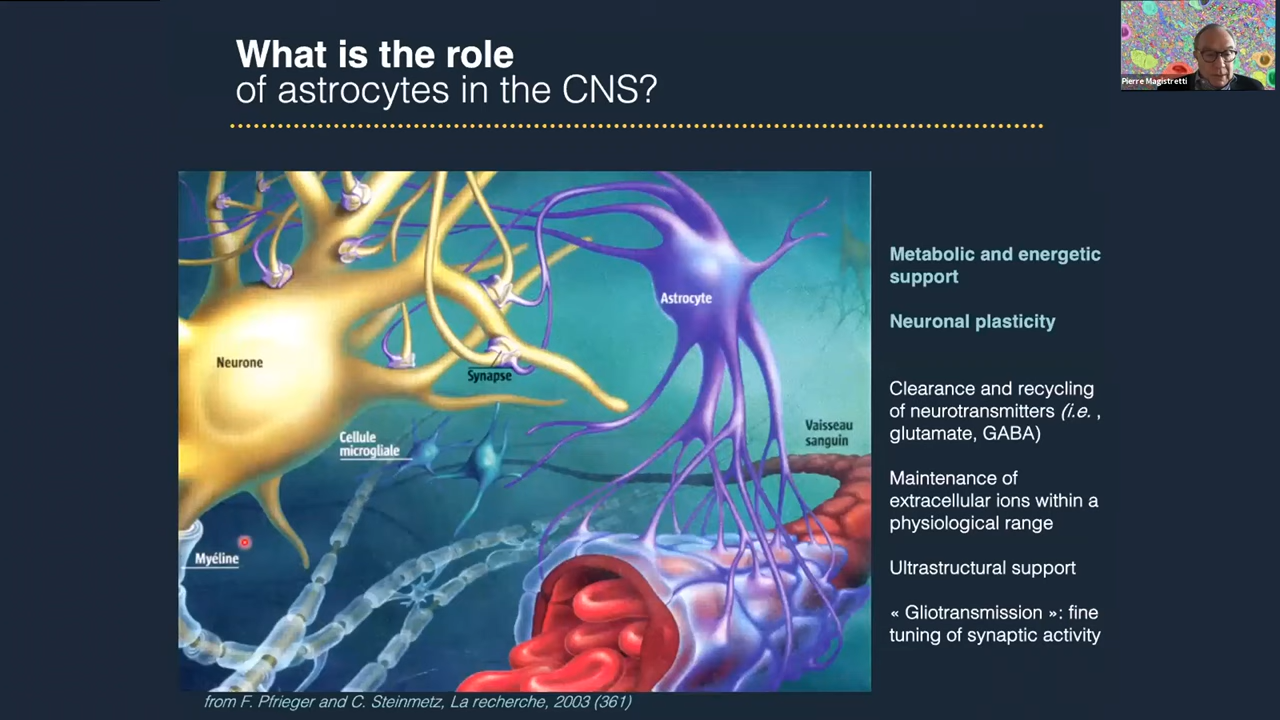 What is the role
of astrocytes in the CNS?
Pierre Magistretti
Astrocyte
Neurone
Synapse
Cellule
microgliale
Vaisseau
sanguin
Myéline
Metabolic and energetic
support
Neuronal plasticity
Clearance and recycling
of neurotransmitters (i.e. ,
glutamate, GABA)
Maintenance of
extracellular ions within a
physiological range
Ultrastructural support
« Gliotransmission »: fine
tuning of synaptic activity
from F. Pfrieger and C. Steinmetz, La recherche, 2003 (361)